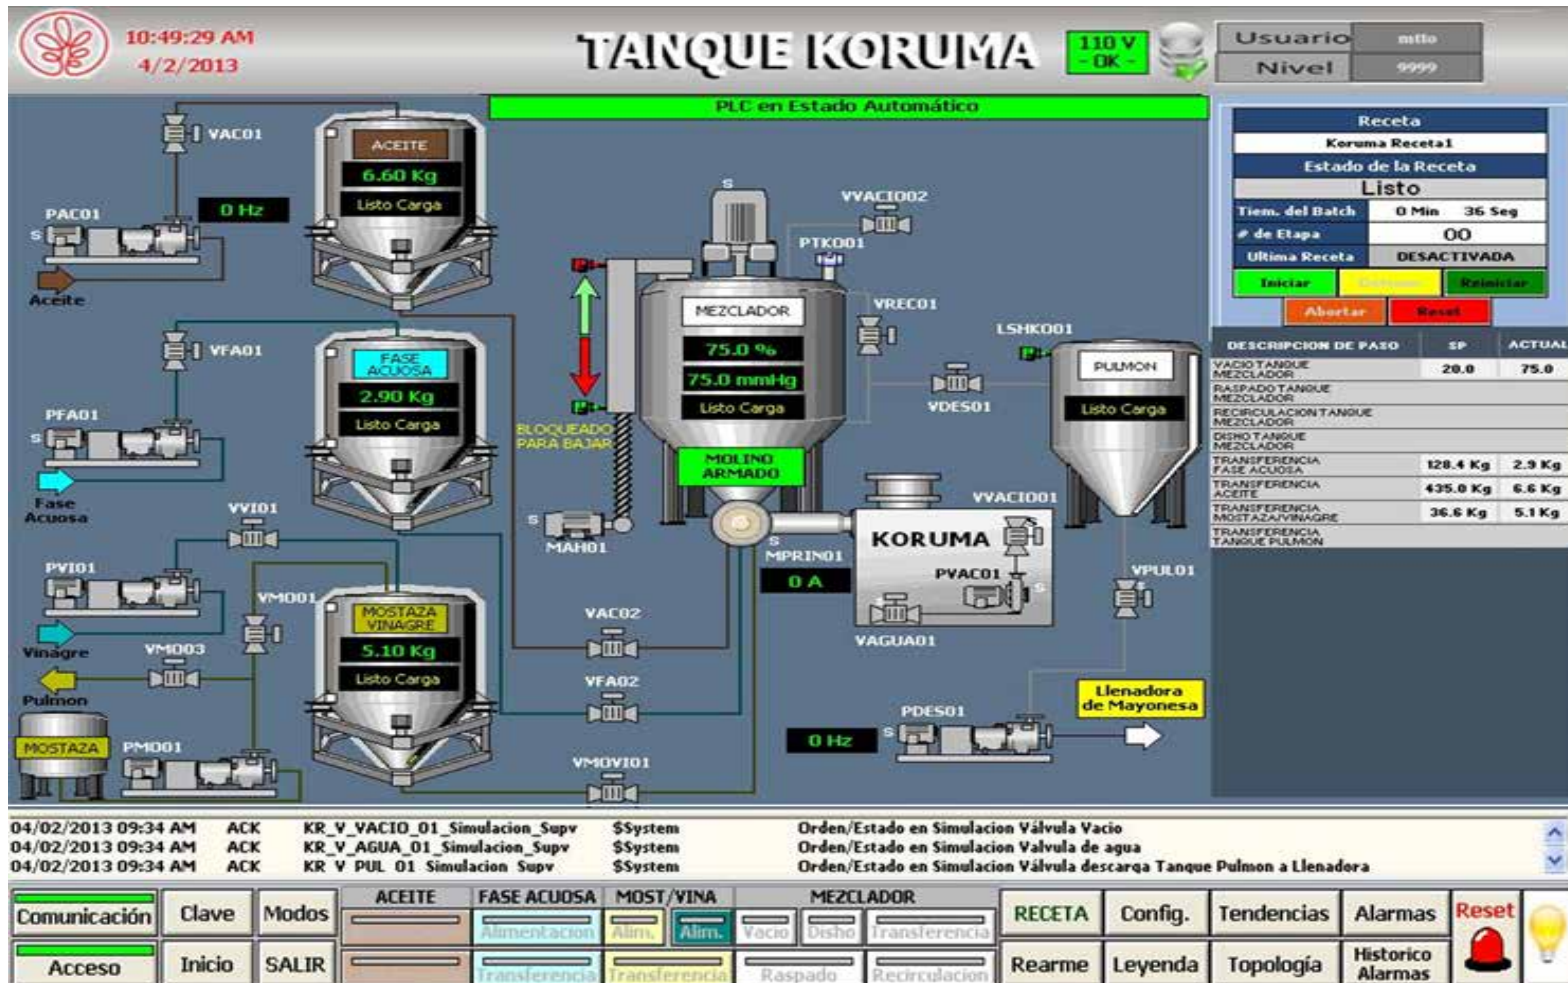 10:49:29 AM
4/2/2013
TANQUE KORUMA
110 V
- OK -
Usuario mtto
Nivel 9999
PLC en Estado Automático
VAC01
ACEITE
6.60 Kg
Listo Carga
PAC01
0 Hz
S
Aceite
VFA01
FASE
ACUOSA
2.90 Kg
Listo Carga
PFA01
S
Fase
Acuosa
VVI01
PVI01
VMO01
MOSTAZA
VINAGRE
5.10 Kg
Listo Carga
Vinagre
VMO03
Pulmon
MOSTAZA
PMO01
S
VVACIO02
PTKO01
MEZCLADOR
75.0 %
75.0 mmHg
Listo Carga
VREC01
LSHKO01
PULMON
Listo Carga
VDES01
BLOQUEADO
PARA BAJAR
MOLINO
ARMADO
S
MAH01
S
MPRIN01
0 A
VVACIO01
KORUMA
PVAC01
S
VAGUA01
VPUL01
S
VAC02
VFA02
VMOVI01
Llenadora
de Mayonesa
PDES01
0 Hz
S
Receta
Koruma Receta1
Estado de la Receta
Listo
Tiem. del Batch 0 Min 36 Seg
# de Etapa 00
Ultima Receta DESACTIVADA
Iniciar Reiniciar
Abortar Reset
DESCRIPCION DE PASO SP ACTUAL
VACIO TANQUE
MEZCLADOR 20.0 75.0
RASPADO TANQUE
MEZCLADOR
RECIRCULACION TANQUE
MEZCLADOR
DISHO TANQUE
MEZCLADOR
TRANSFERENCIA
FASE ACUOSA 128.4 Kg 2.9 Kg
TRANSFERENCIA
ACEITE 435.0 Kg 6.6 Kg
TRANSFERENCIA
MOSTAZA/VINAGRE 36.6 Kg 5.1 Kg
TRANSFERENCIA
TANQUE PULMON
04/02/2013 09:34 AM ACK KR_V_VACIO_01_Simulacion_Supv $System Orden/Estado en Simulacion Válvula Vacio
04/02/2013 09:34 AM ACK KR_V_AGUA_01_Simulacion_Supv $System Orden/Estado en Simulacion Valvula de agua
04/02/2013 09:34 AM ACK KR_V_PUL_01_Simulacion_Supv $System Orden/Estado en Simulacion Válvula descarga Tanque Pulmon a Llenadora
Comunicación Clave Modos
ACEITE FASE ACUOSA MOST/VINA MEZCLADOR
Alimentacion Alim. Alim. Vacio Disho Transferencia
RECETA Config. Tendencias Alarmas Reset
Acceso Inicio SALIR
Transferencia Transferencia Raspado Recirculacion
Rearme Leyenda Topología Historico
Alarmas